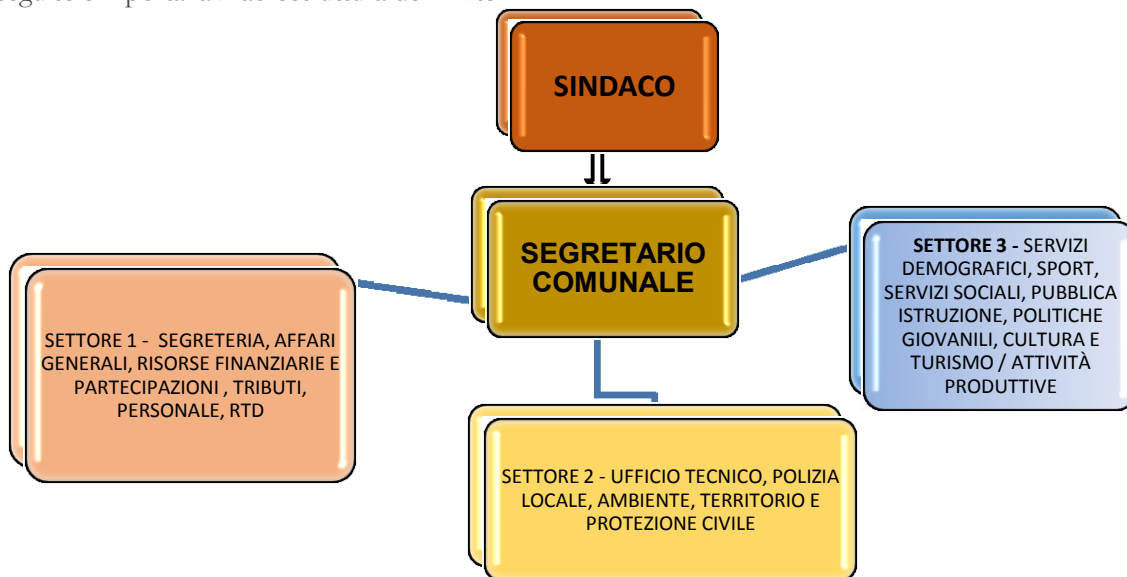 seguito
SINDACO
SEGRETARIO
COMUNALE
SETTORE 1 - SEGRETERIA, AFFARI
GENERALI, RISORSE FINANZIARIE E
PARTECIPAZIONI , TRIBUTI,
PERSONALE, RTD
SETTORE 2 - UFFICIO TECNICO, POLIZIA
LOCALE, AMBIENTE, TERRITORIO E
PROTEZIONE CIVILE
SETTORE 3 - SERVIZI
DEMOGRAFICI, SPORT,
SERVIZI SOCIALI, PUBBLICA
ISTRUZIONE, POLITICHE
GIOVANILI, CULTURA E
TURISMO / ATTIVITÀ
PRODUTTIVE